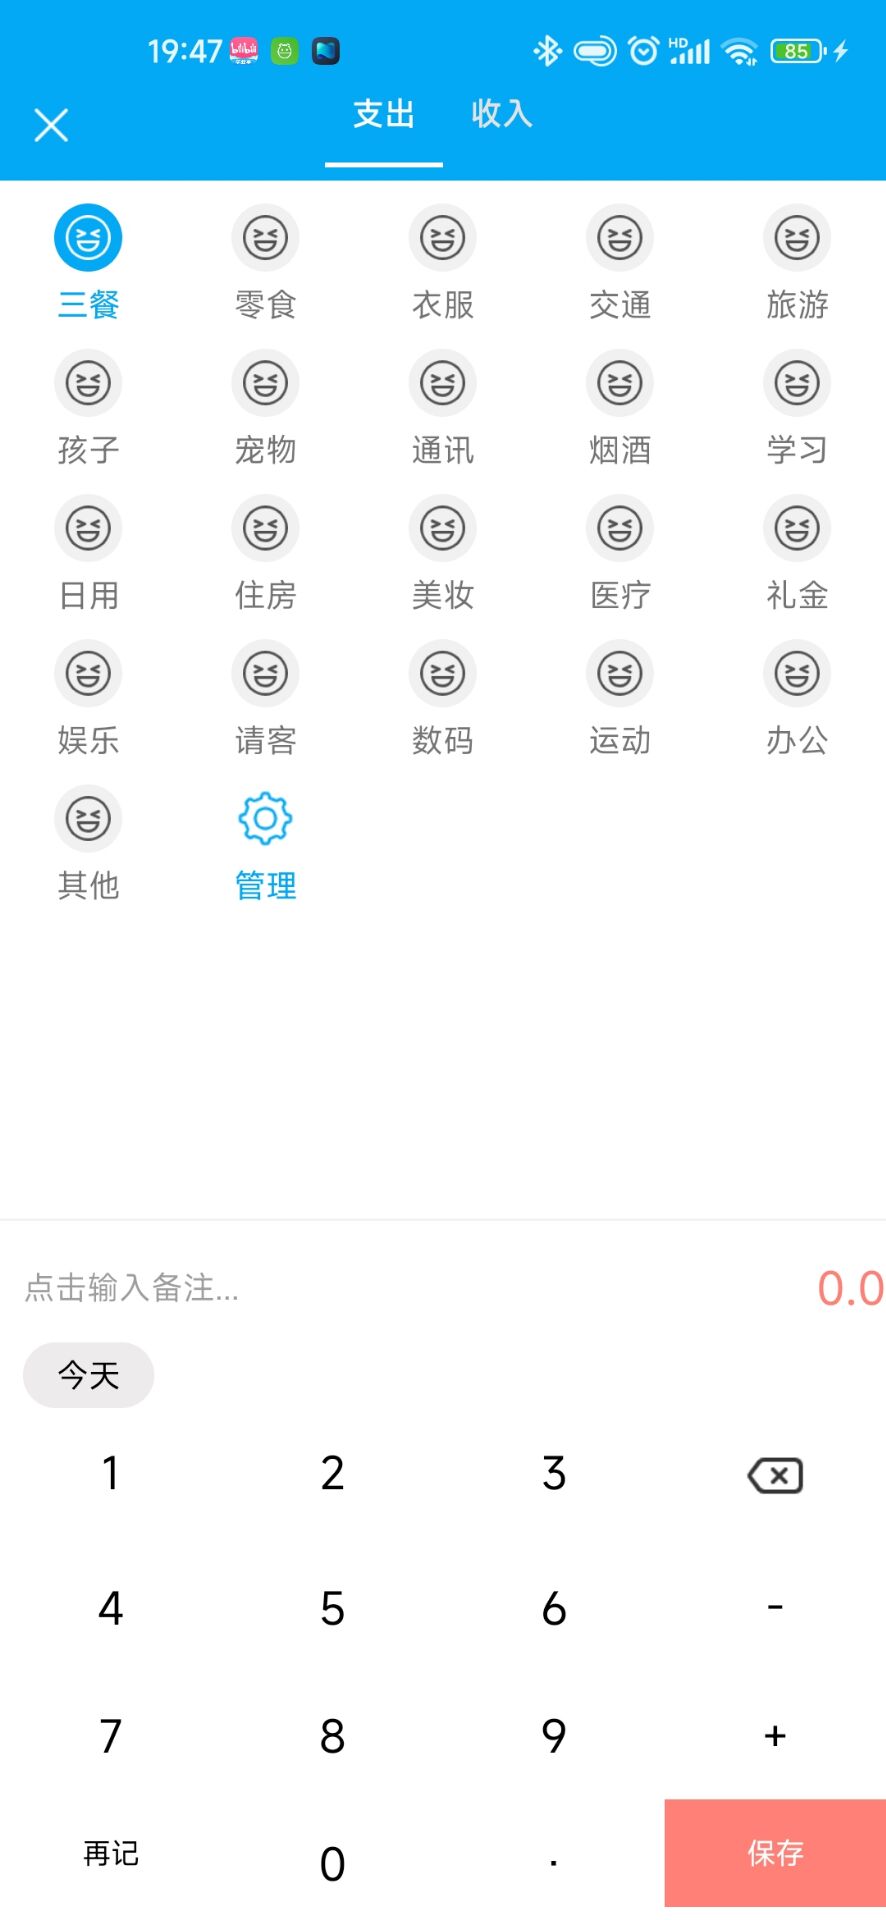 19:47 HD 85
支出 收入
三餐 零食 衣服 交通 旅游
孩子 宠物 通讯 烟酒 学习
日用 住房 美妆 医疗 礼金
娱乐 请客 数码 运动 办公
其他 管理
点击输入备注... 0.0
今天
1 2 3
4 5 6 -
7 8 9 +
再记 0 . 保存